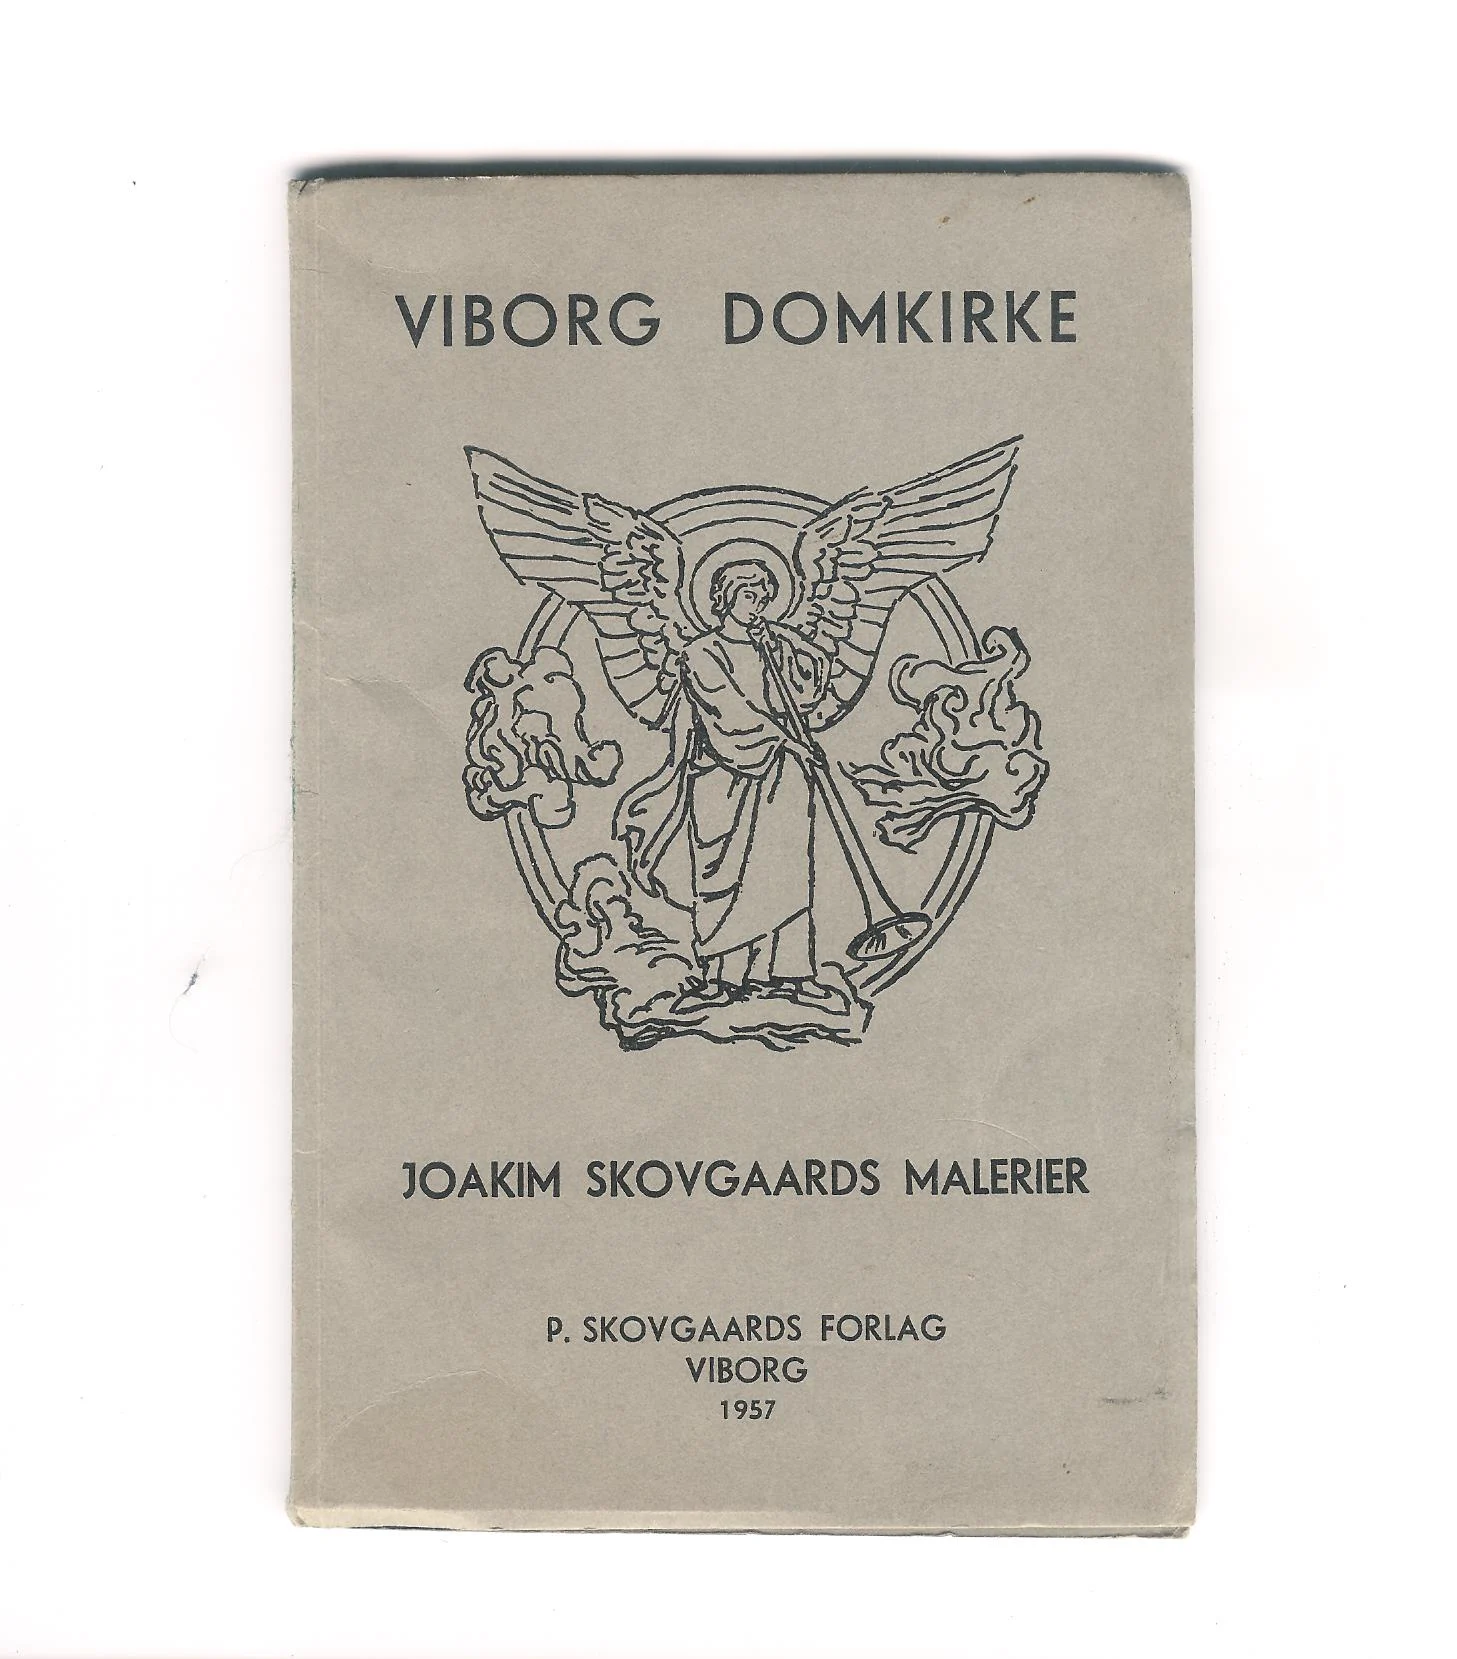 VIBORG DOMKIRKE
JOAKIM SKOVGAARDS MALERIER
P. SKOVGAARDS FORLAG
VIBORG
1957